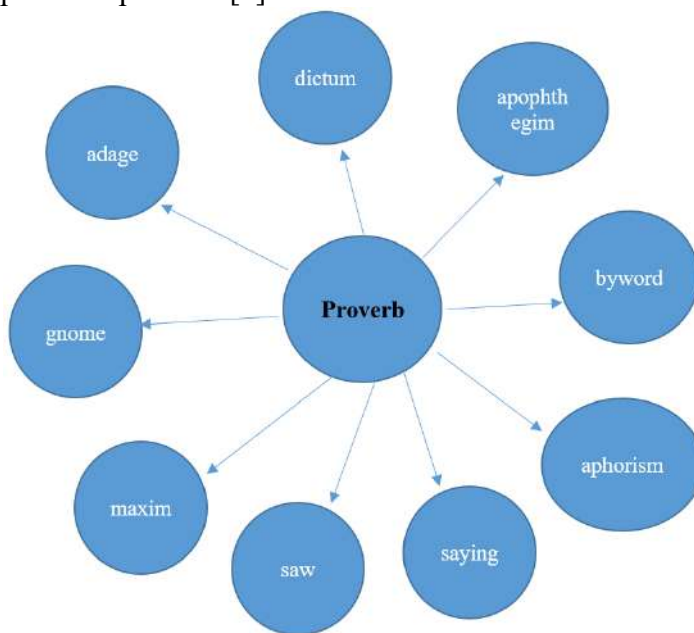 dictum
apophth
egim
adage
byword
Proverb
gnome
aphorism
maxim
saying
saw